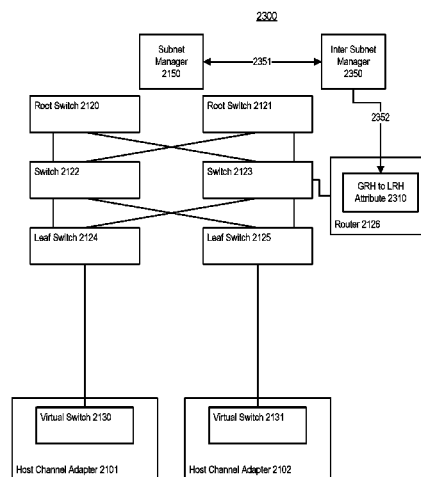 2300
Subnet
Manager
2150
2351
Inter Subnet
Manager
2350
Root Switch 2120
Root Switch 2121
2352
Switch 2122
Switch 2123
GRH to LRH
Attribute 2310
Router 2126
Leaf Switch 2124
Leaf Switch 2125
Virtual Switch 2130
Virtual Switch 2131
Host Channel Adapter 2101
Host Channel Adapter 2102